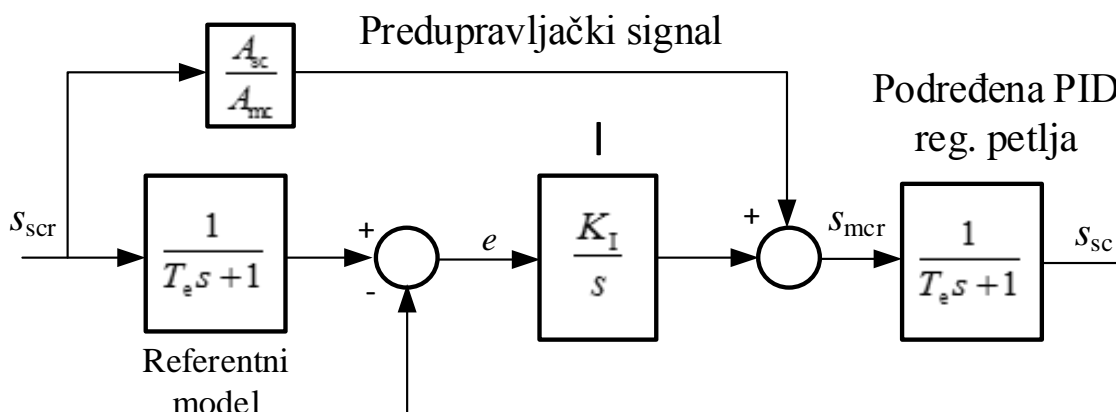 Predupravljački signal
A_sc
A_mc
Podređena PID
reg. petlja
I
s_scr
1
T_e s + 1
+
-
e
K_I
s
+
s_mcr
1
T_e s + 1
s_sc
Referentni
model